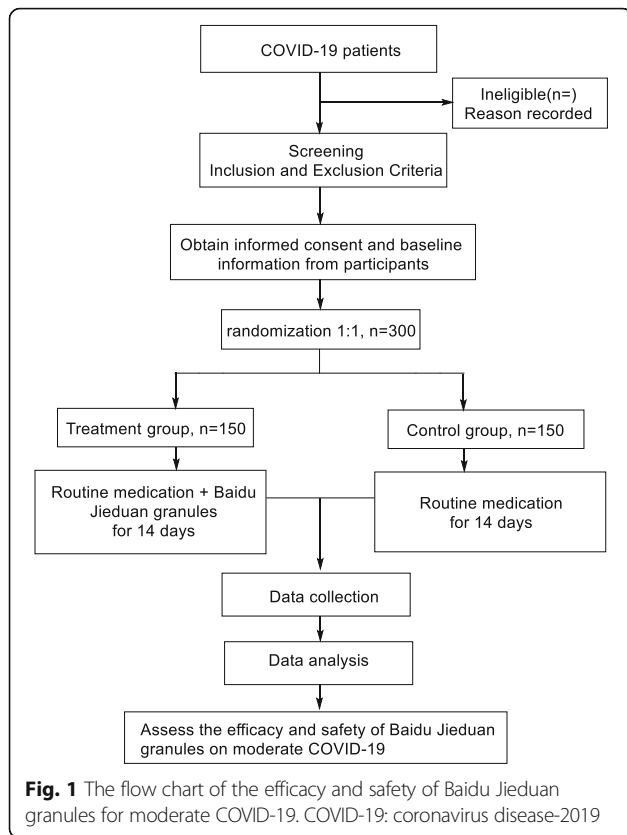 COVID-19 patients
Ineligible(n=)
Reason recorded
Screening
Inclusion and Exclusion Criteria
Obtain informed consent and baseline
information from participants
randomization 1:1, n=300
Treatment group, n=150
Control group, n=150
Routine medication + Baidu
Jieduan granules
for 14 days
Routine medication
for 14 days
Data collection
Data analysis
Assess the efficacy and safety of Baidu Jieduan
granules on moderate COVID-19
Fig. 1 The flow chart of the efficacy and safety of Baidu Jieduan
granules for moderate COVID-19. COVID-19: coronavirus disease-2019